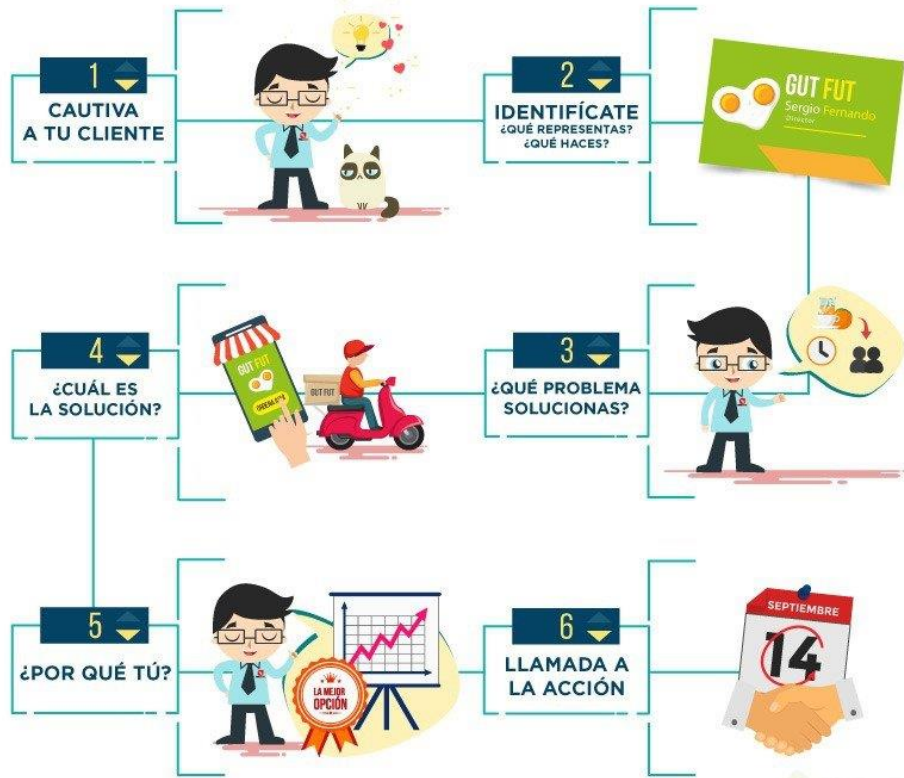 1
CAUTIVA
A TU CLIENTE
2
IDENTIFÍCATE
¿QUÉ REPRESENTAS?
¿QUÉ HACES?
GUT FUT
Sergio Fernando
Director
3
¿QUÉ PROBLEMA
SOLUCIONAS?
4
¿CUÁL ES
LA SOLUCIÓN?
GUT FUT
GUT FUT
5
¿POR QUÉ TÚ?
LA MEJOR
OPCIÓN
6
LLAMADA A
LA ACCIÓN
SEPTIEMBRE
14